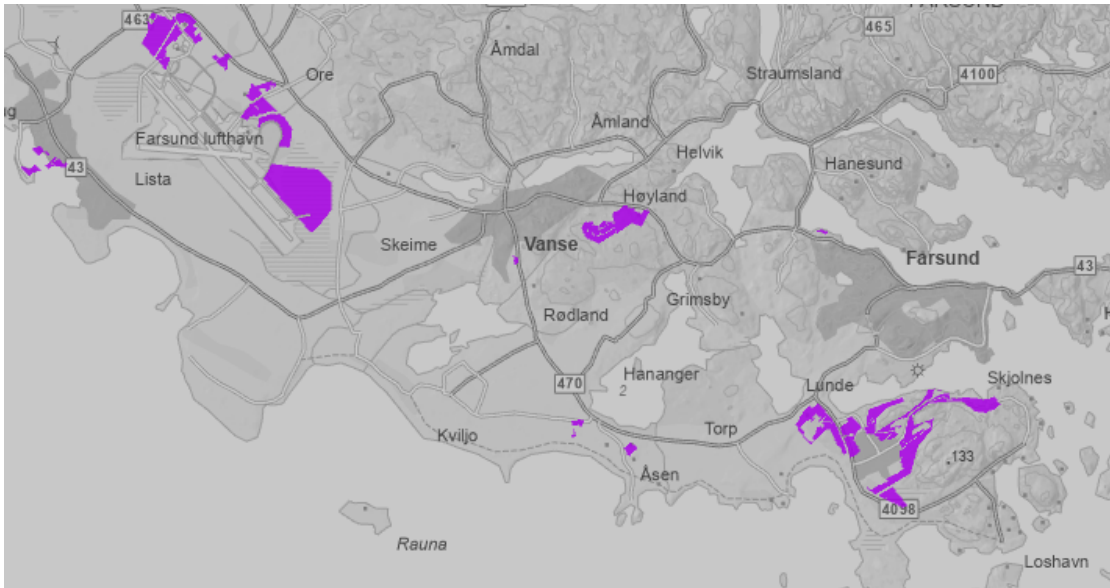 463
FARSUND
465
Åmdal
Ore
Straumsland
4100
Åmland
Farsund lufthavn
Helvik
Hanesund
43
Lista
Høyland
Skeime
Vanse
Farsund
43
Grimsby
Rødland
470
Hananger
2
Lunde
Skjolnes
Kviljo
Torp
133
Åsen
Rauna
Loshavn